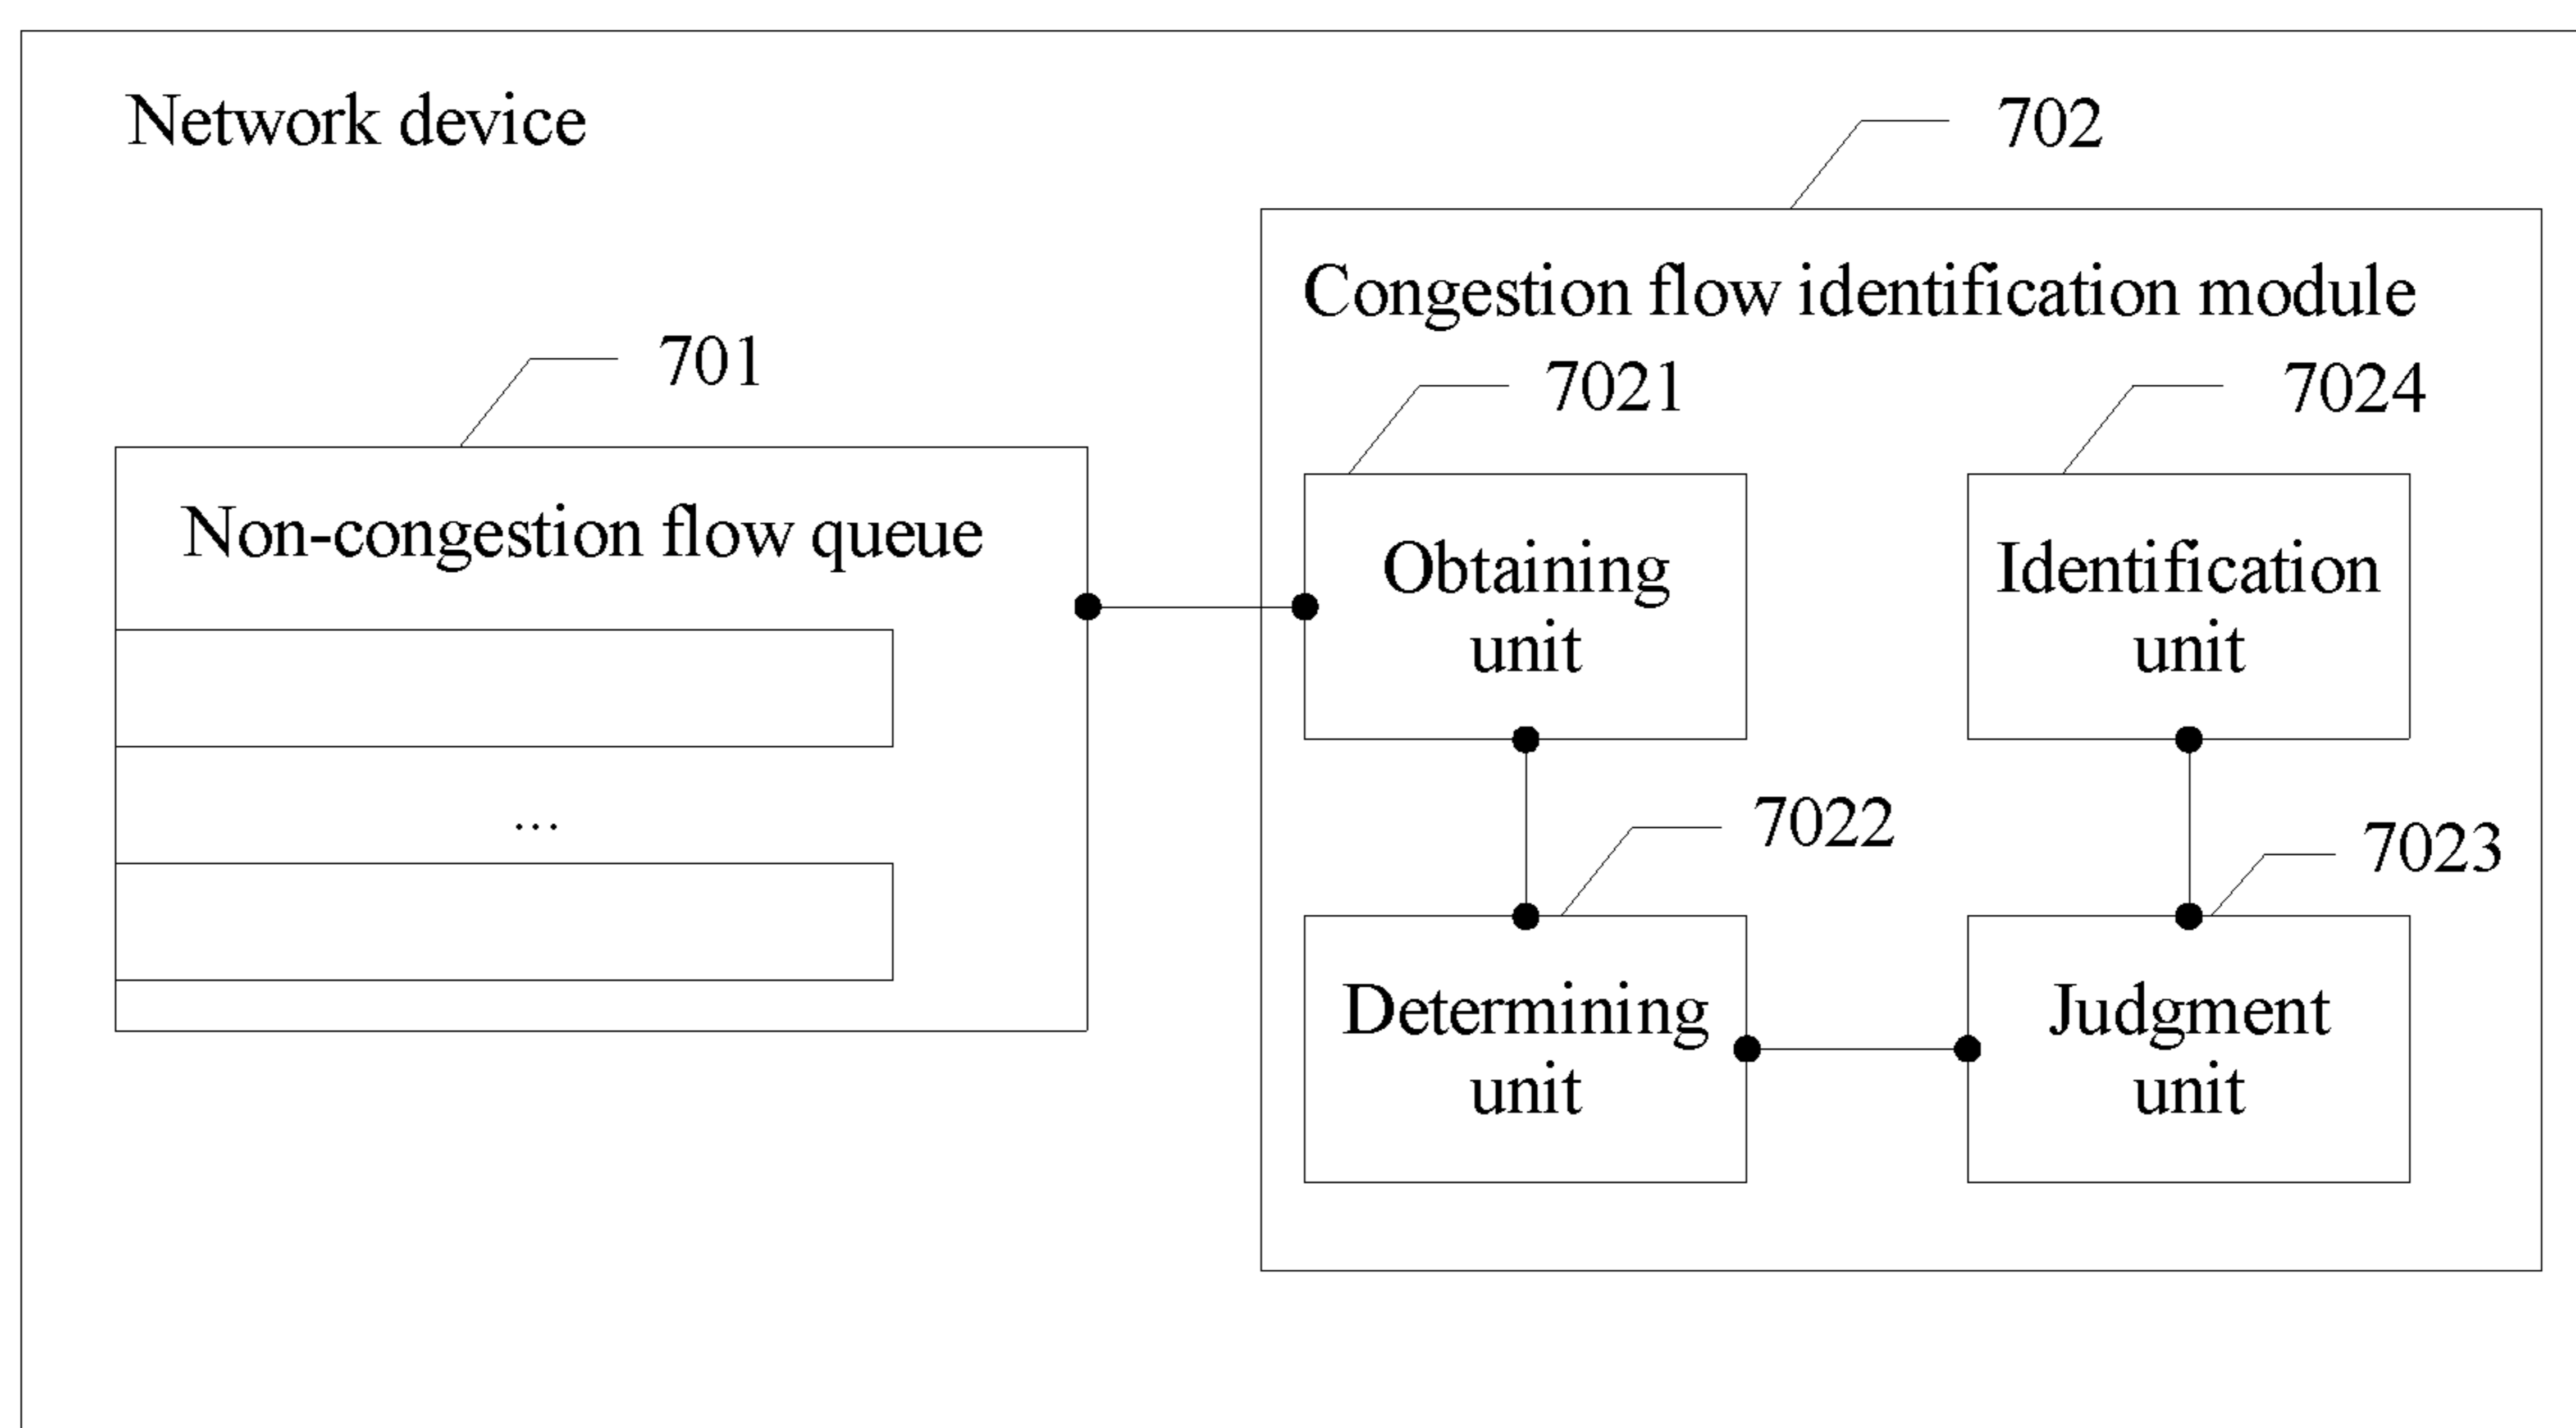 Network device
702
Congestion flow identification module
701
7021
7024
Non-congestion flow queue
Obtaining
unit
Identification
unit
...
7022
7023
Determining
unit
Judgment
unit